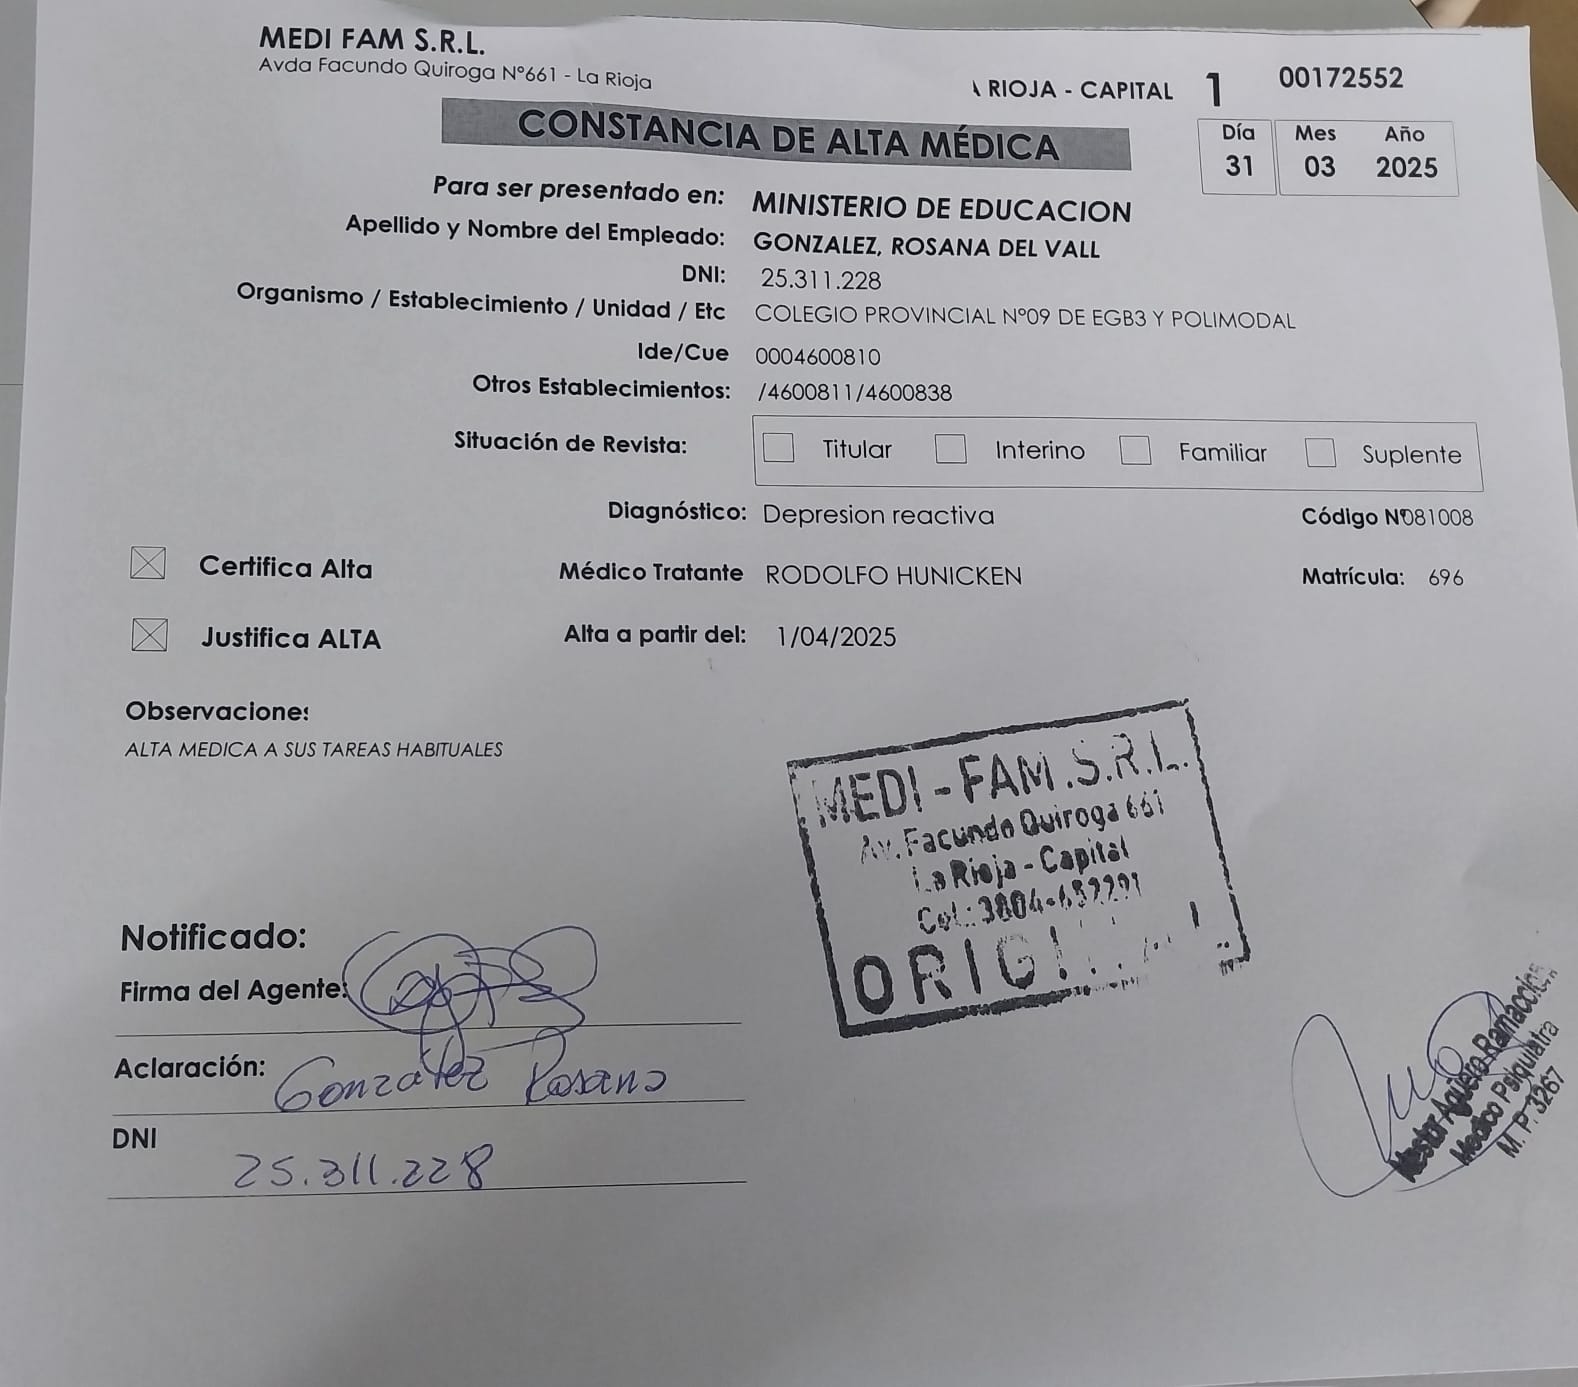 MEDI FAM S.R.L.
Avda Facundo Quiroga N°661 - La Rioja
A RIOJA - CAPITAL 1 00172552
CONSTANCIA DE ALTA MÉDICA
Día Mes Año
31 03 2025
Para ser presentado en: MINISTERIO DE EDUCACION
Apellido y Nombre del Empleado: GONZALEZ, ROSANA DEL VALL
DNI: 25.311.228
Organismo / Establecimiento / Unidad / Etc COLEGIO PROVINCIAL N°09 DE EGB3 Y POLIMODAL
Ide/Cue 0004600810
Otros Establecimientos: /4600811/4600838
Situación de Revista: Titular Interino Familiar Suplente
Diagnóstico: Depresion reactiva Código N°081008
Certifica Alta Médico Tratante RODOLFO HUNICKEN Matrícula: 696
Justifica ALTA Alta a partir del: 1/04/2025
Observaciones
ALTA MEDICA A SUS TAREAS HABITUALES
MEDI-FAM.S.R.L.
Av. Facundo Quiroga 661
La Rioja - Capital
Cel.: 3804-
Notificado:
Firma del Agente:
Aclaración: Gonzalez Rosana
DNI
25.311.228
Nestor Agüero Ramaccioni
Medico Psiquiatra
M.P. 3267